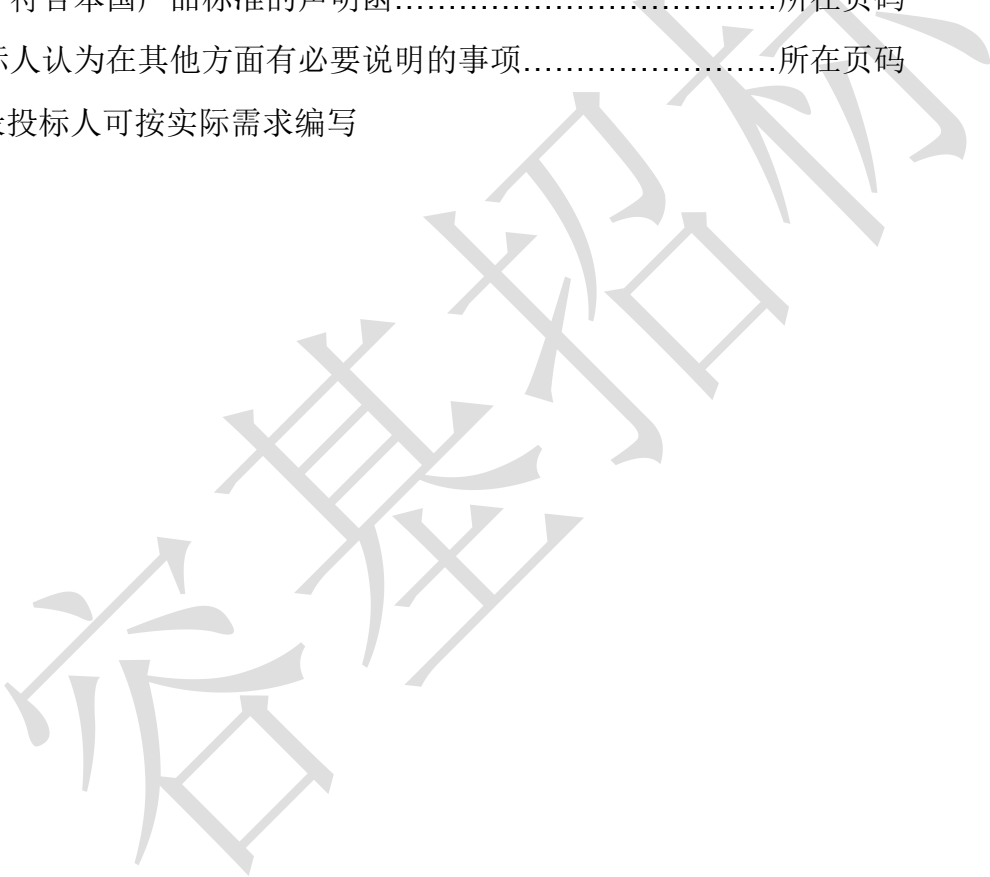 符合本国产品标准的声明函....................................所在页码
标人认为在其他方面有必要说明的事项........................所在页码
投标人可按实际需求编写
容基招标